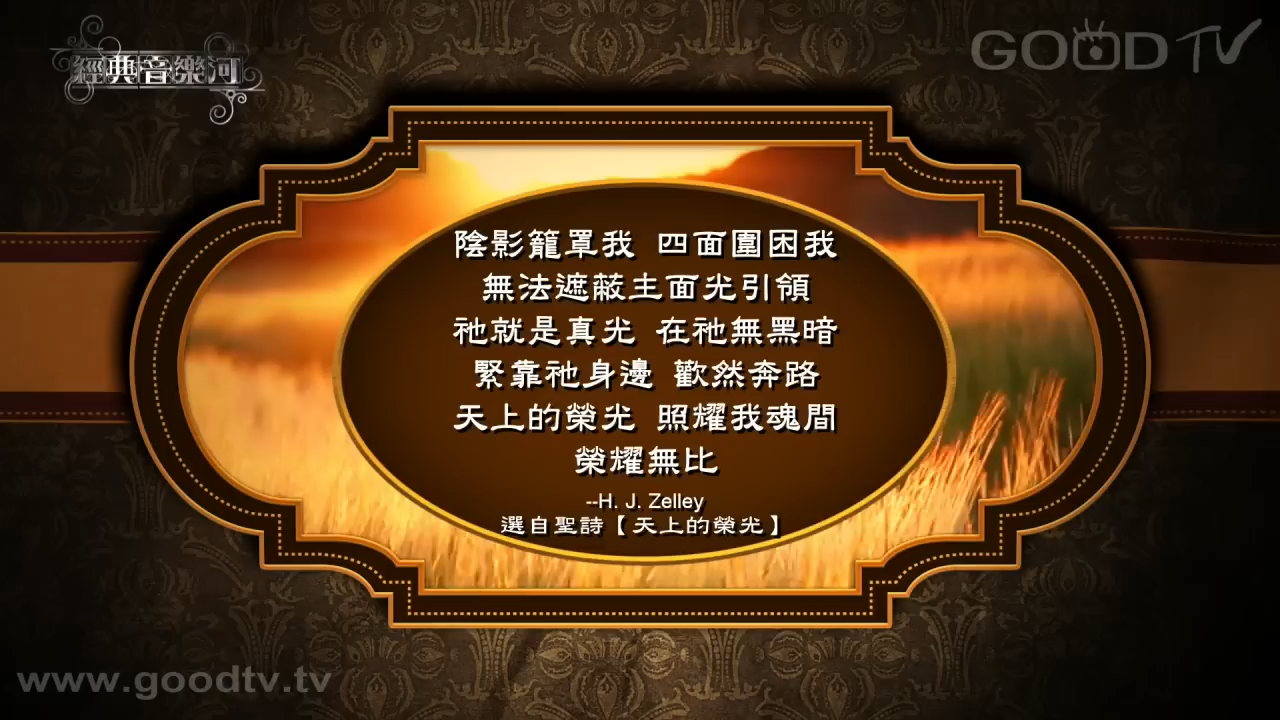 經典音樂河
GOOD TV
陰影籠罩我 四面圍困我
無法遮蔽主面光引領
祂就是真光 在祂無黑暗
緊靠祂身邊 歡然奔路
天上的榮光 照耀我魂間
榮耀無比
--H. J. Zelley
選自聖詩【天上的榮光】
www.goodtv.tv